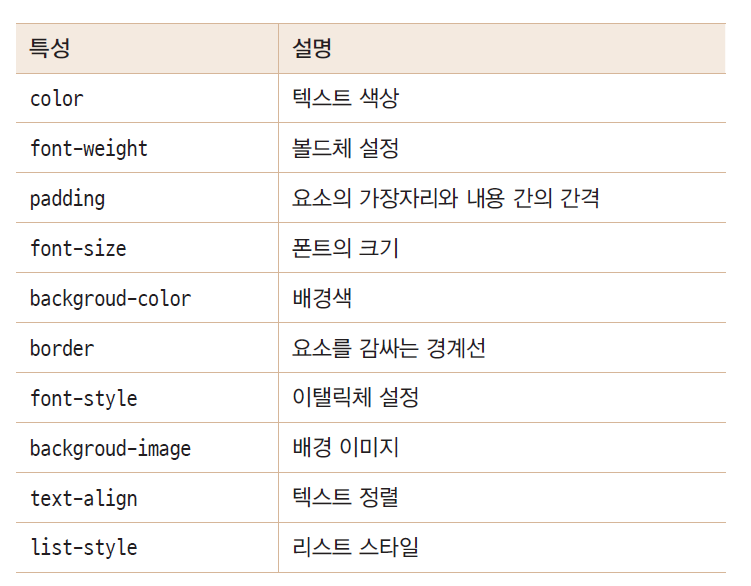 특성 설명
color 텍스트 색상
font-weight 볼드체 설정
padding 요소의 가장자리와 내용 간의 간격
font-size 폰트의 크기
backgroud-color 배경색
border 요소를 감싸는 경계선
font-style 이탤릭체 설정
backgroud-image 배경 이미지
text-align 텍스트 정렬
list-style 리스트 스타일